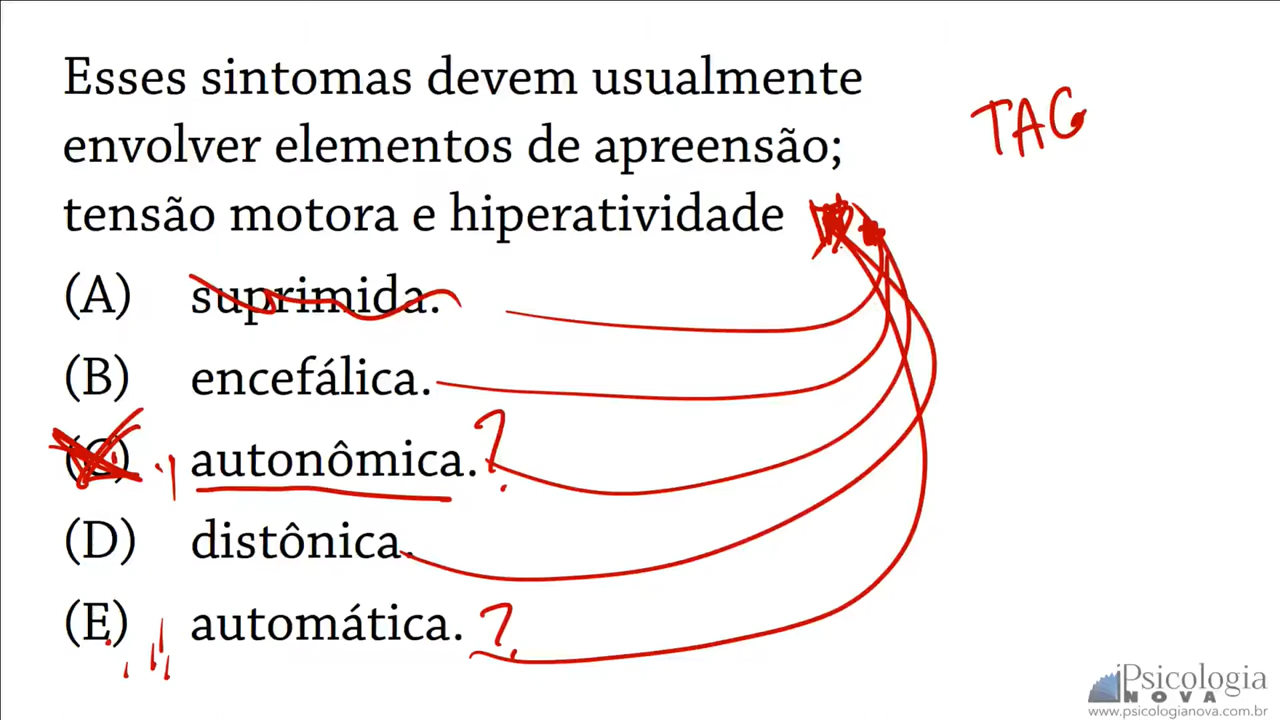 Esses sintomas devem usualmente
TAG
envolver elementos de apreensão;
tensão motora e hiperatividade
(A) suprimida.
(B) encefálica.
(C) autonômica. ?
(D) distônica.
(E) automática. ?
Psicologia
NOVA
www.psicologianova.com.br